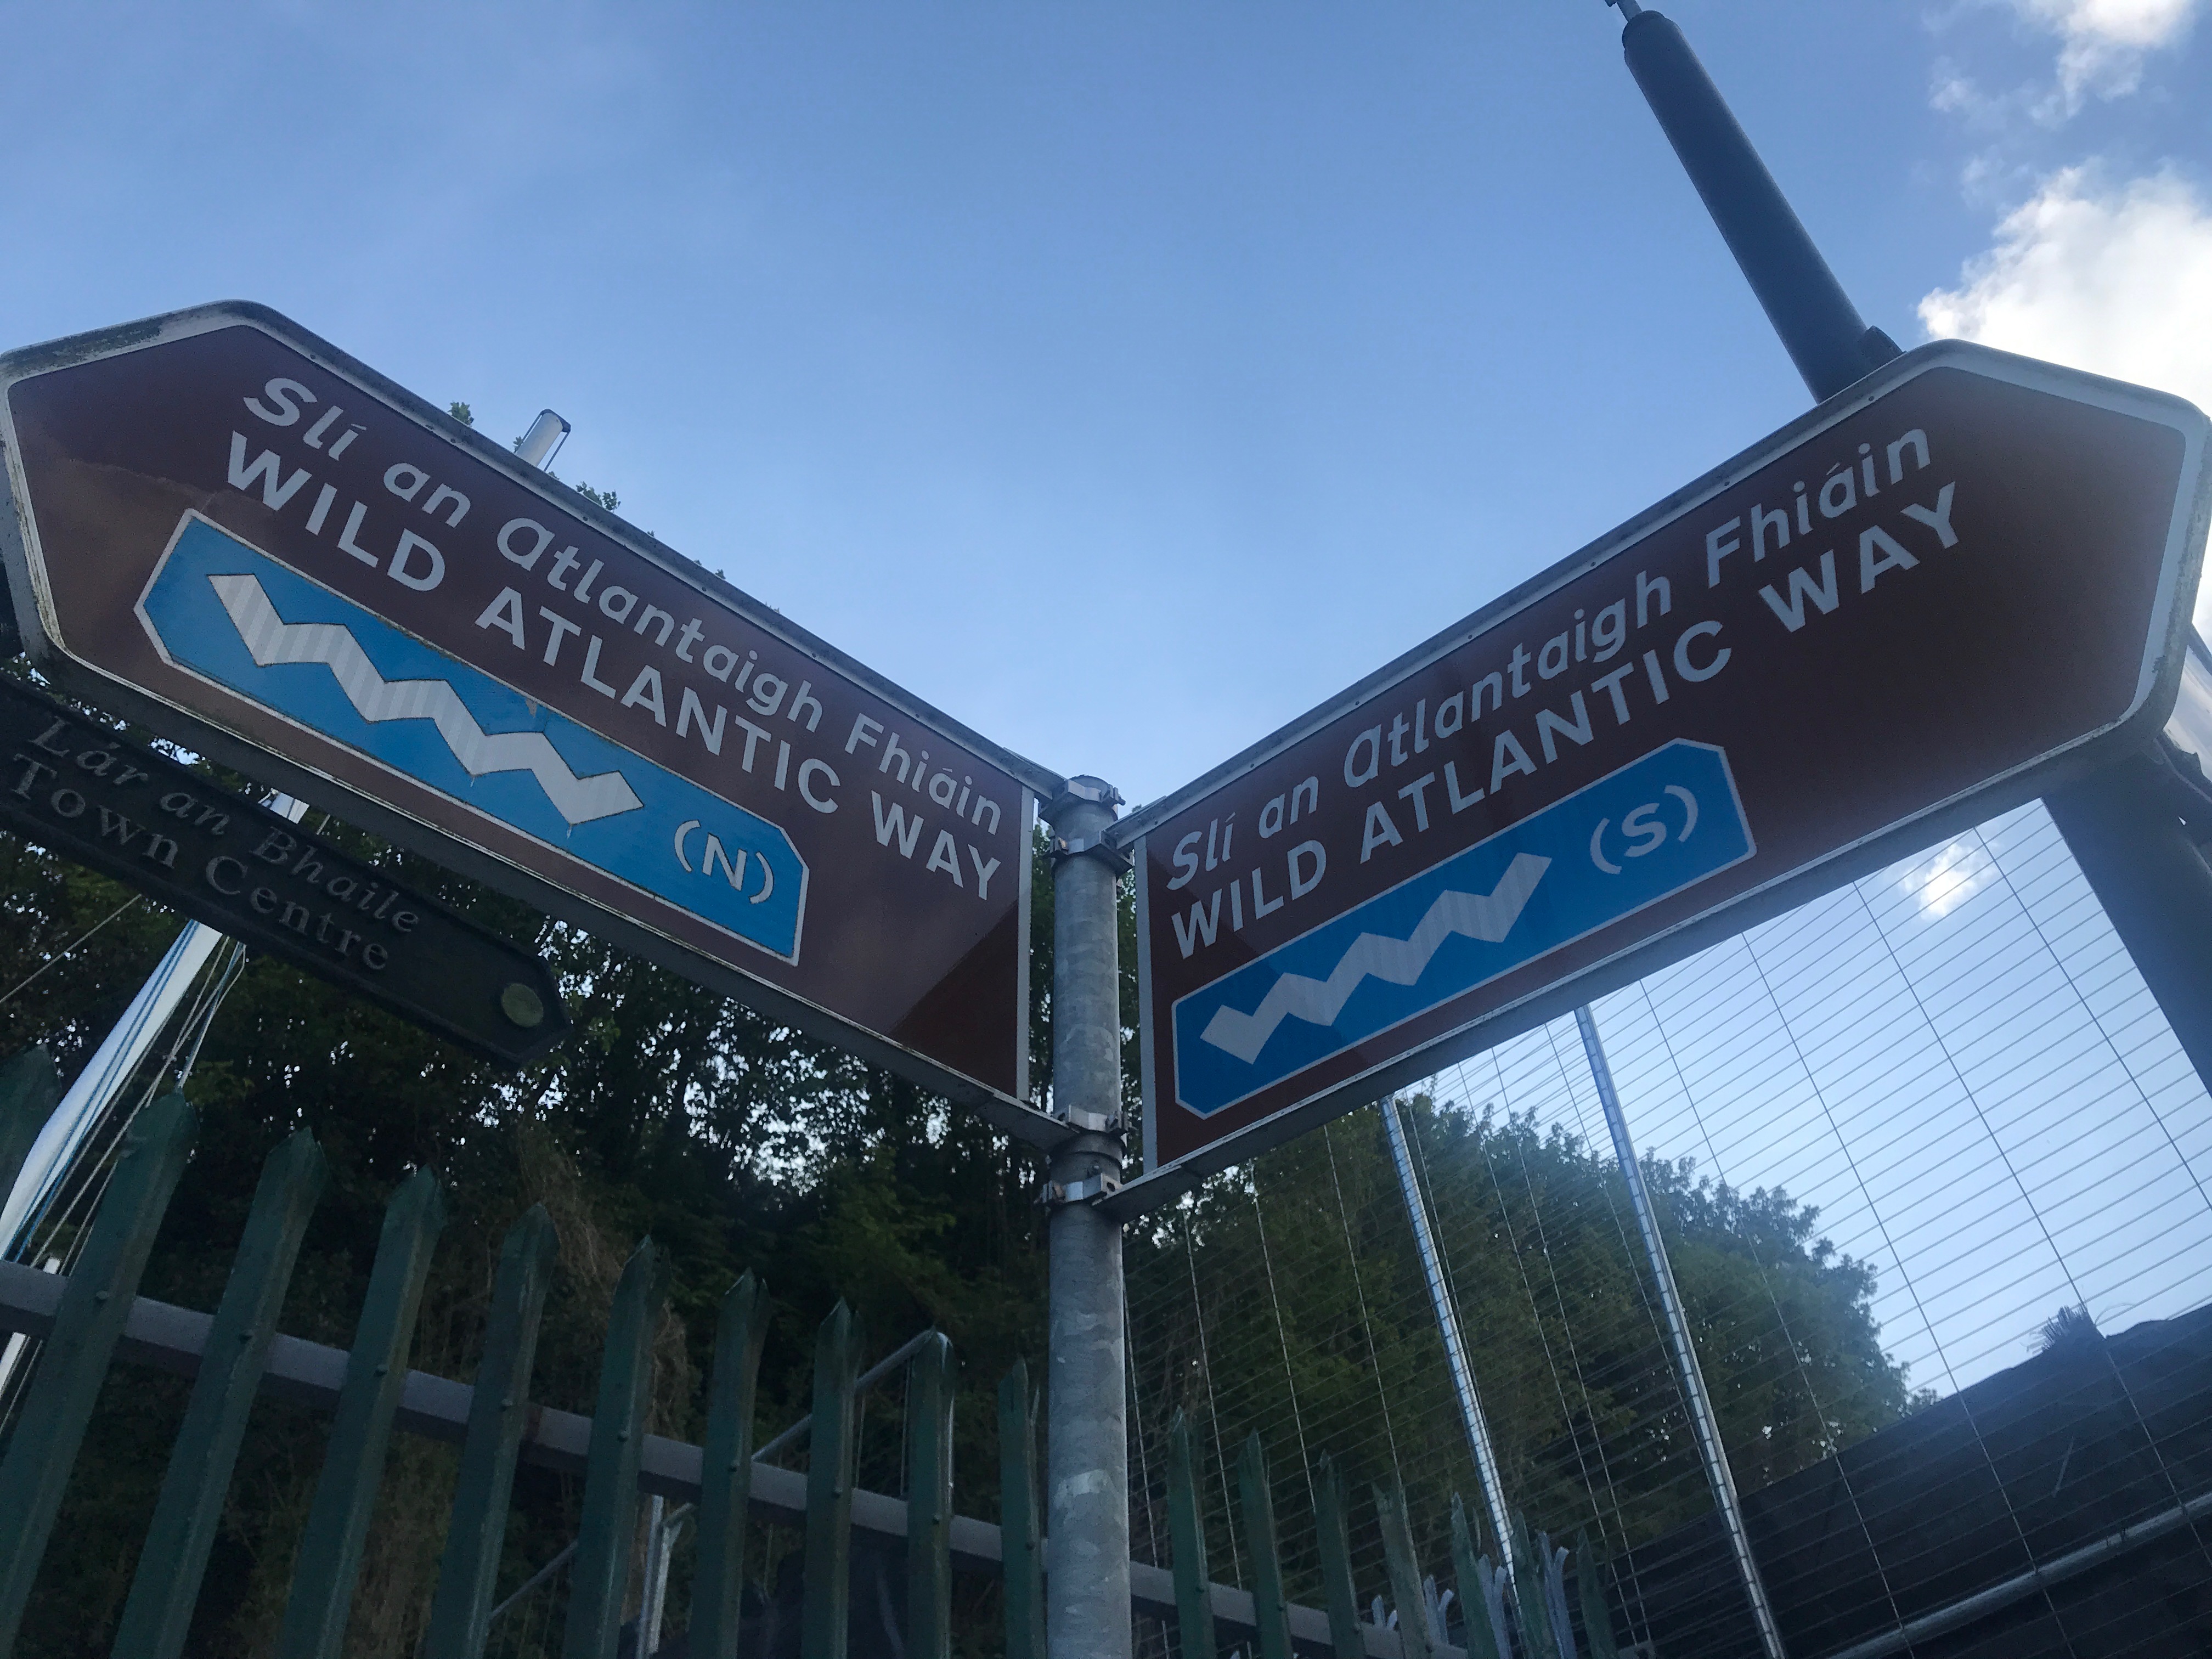 Slí an Atlantaigh Fhiáin
WILD ATLANTIC WAY
(N)
Slí an Atlantaigh Fhiáin
WILD ATLANTIC WAY
(S)
Lár an Bhaile
Town Centre